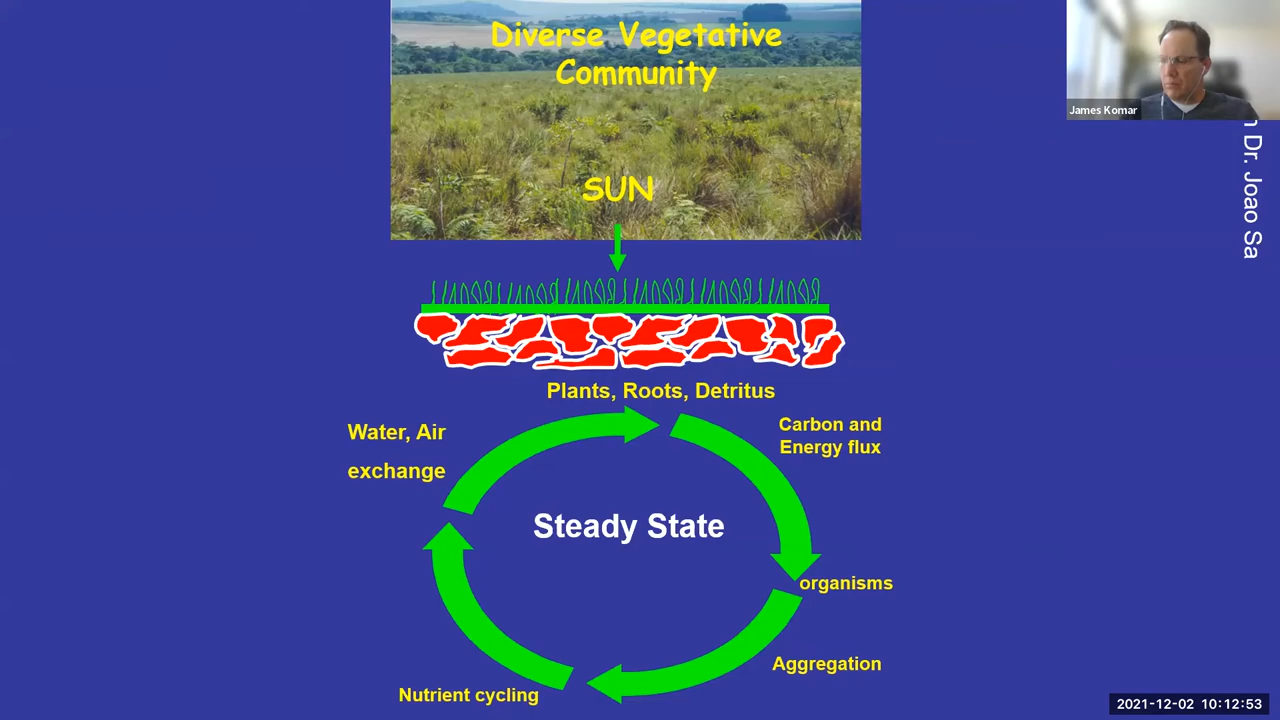 Diverse Vegetative
Community
SUN
James Komar
Dr. Joao Sa
Plants, Roots, Detritus
Water, Air
exchange
Carbon and
Energy flux
Steady State
organisms
Aggregation
Nutrient cycling
2021-12-02 10:12:53